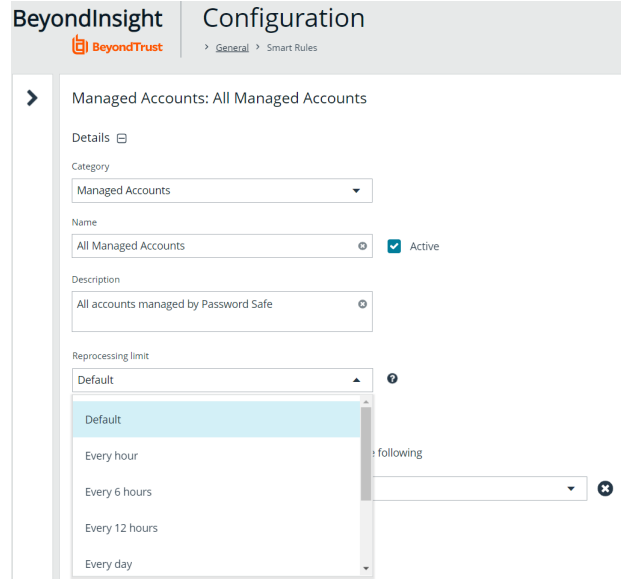 BeyondInsight
BeyondTrust
Configuration
> General > Smart Rules
Managed Accounts: All Managed Accounts
Details
Category
Managed Accounts
Name
All Managed Accounts
Active
Description
All accounts managed by Password Safe
Reprocessing limit
Default
Default
Every hour
following
Every 6 hours
Every 12 hours
Every day